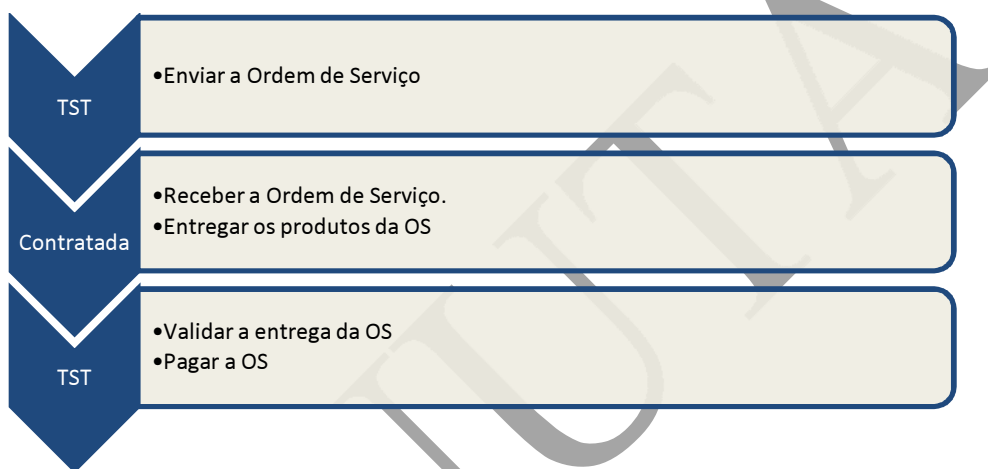 TST
•Enviar a Ordem de Serviço
Contratada
•Receber a Ordem de Serviço.
•Entregar os produtos da OS
TST
•Validar a entrega da OS
•Pagar a OS